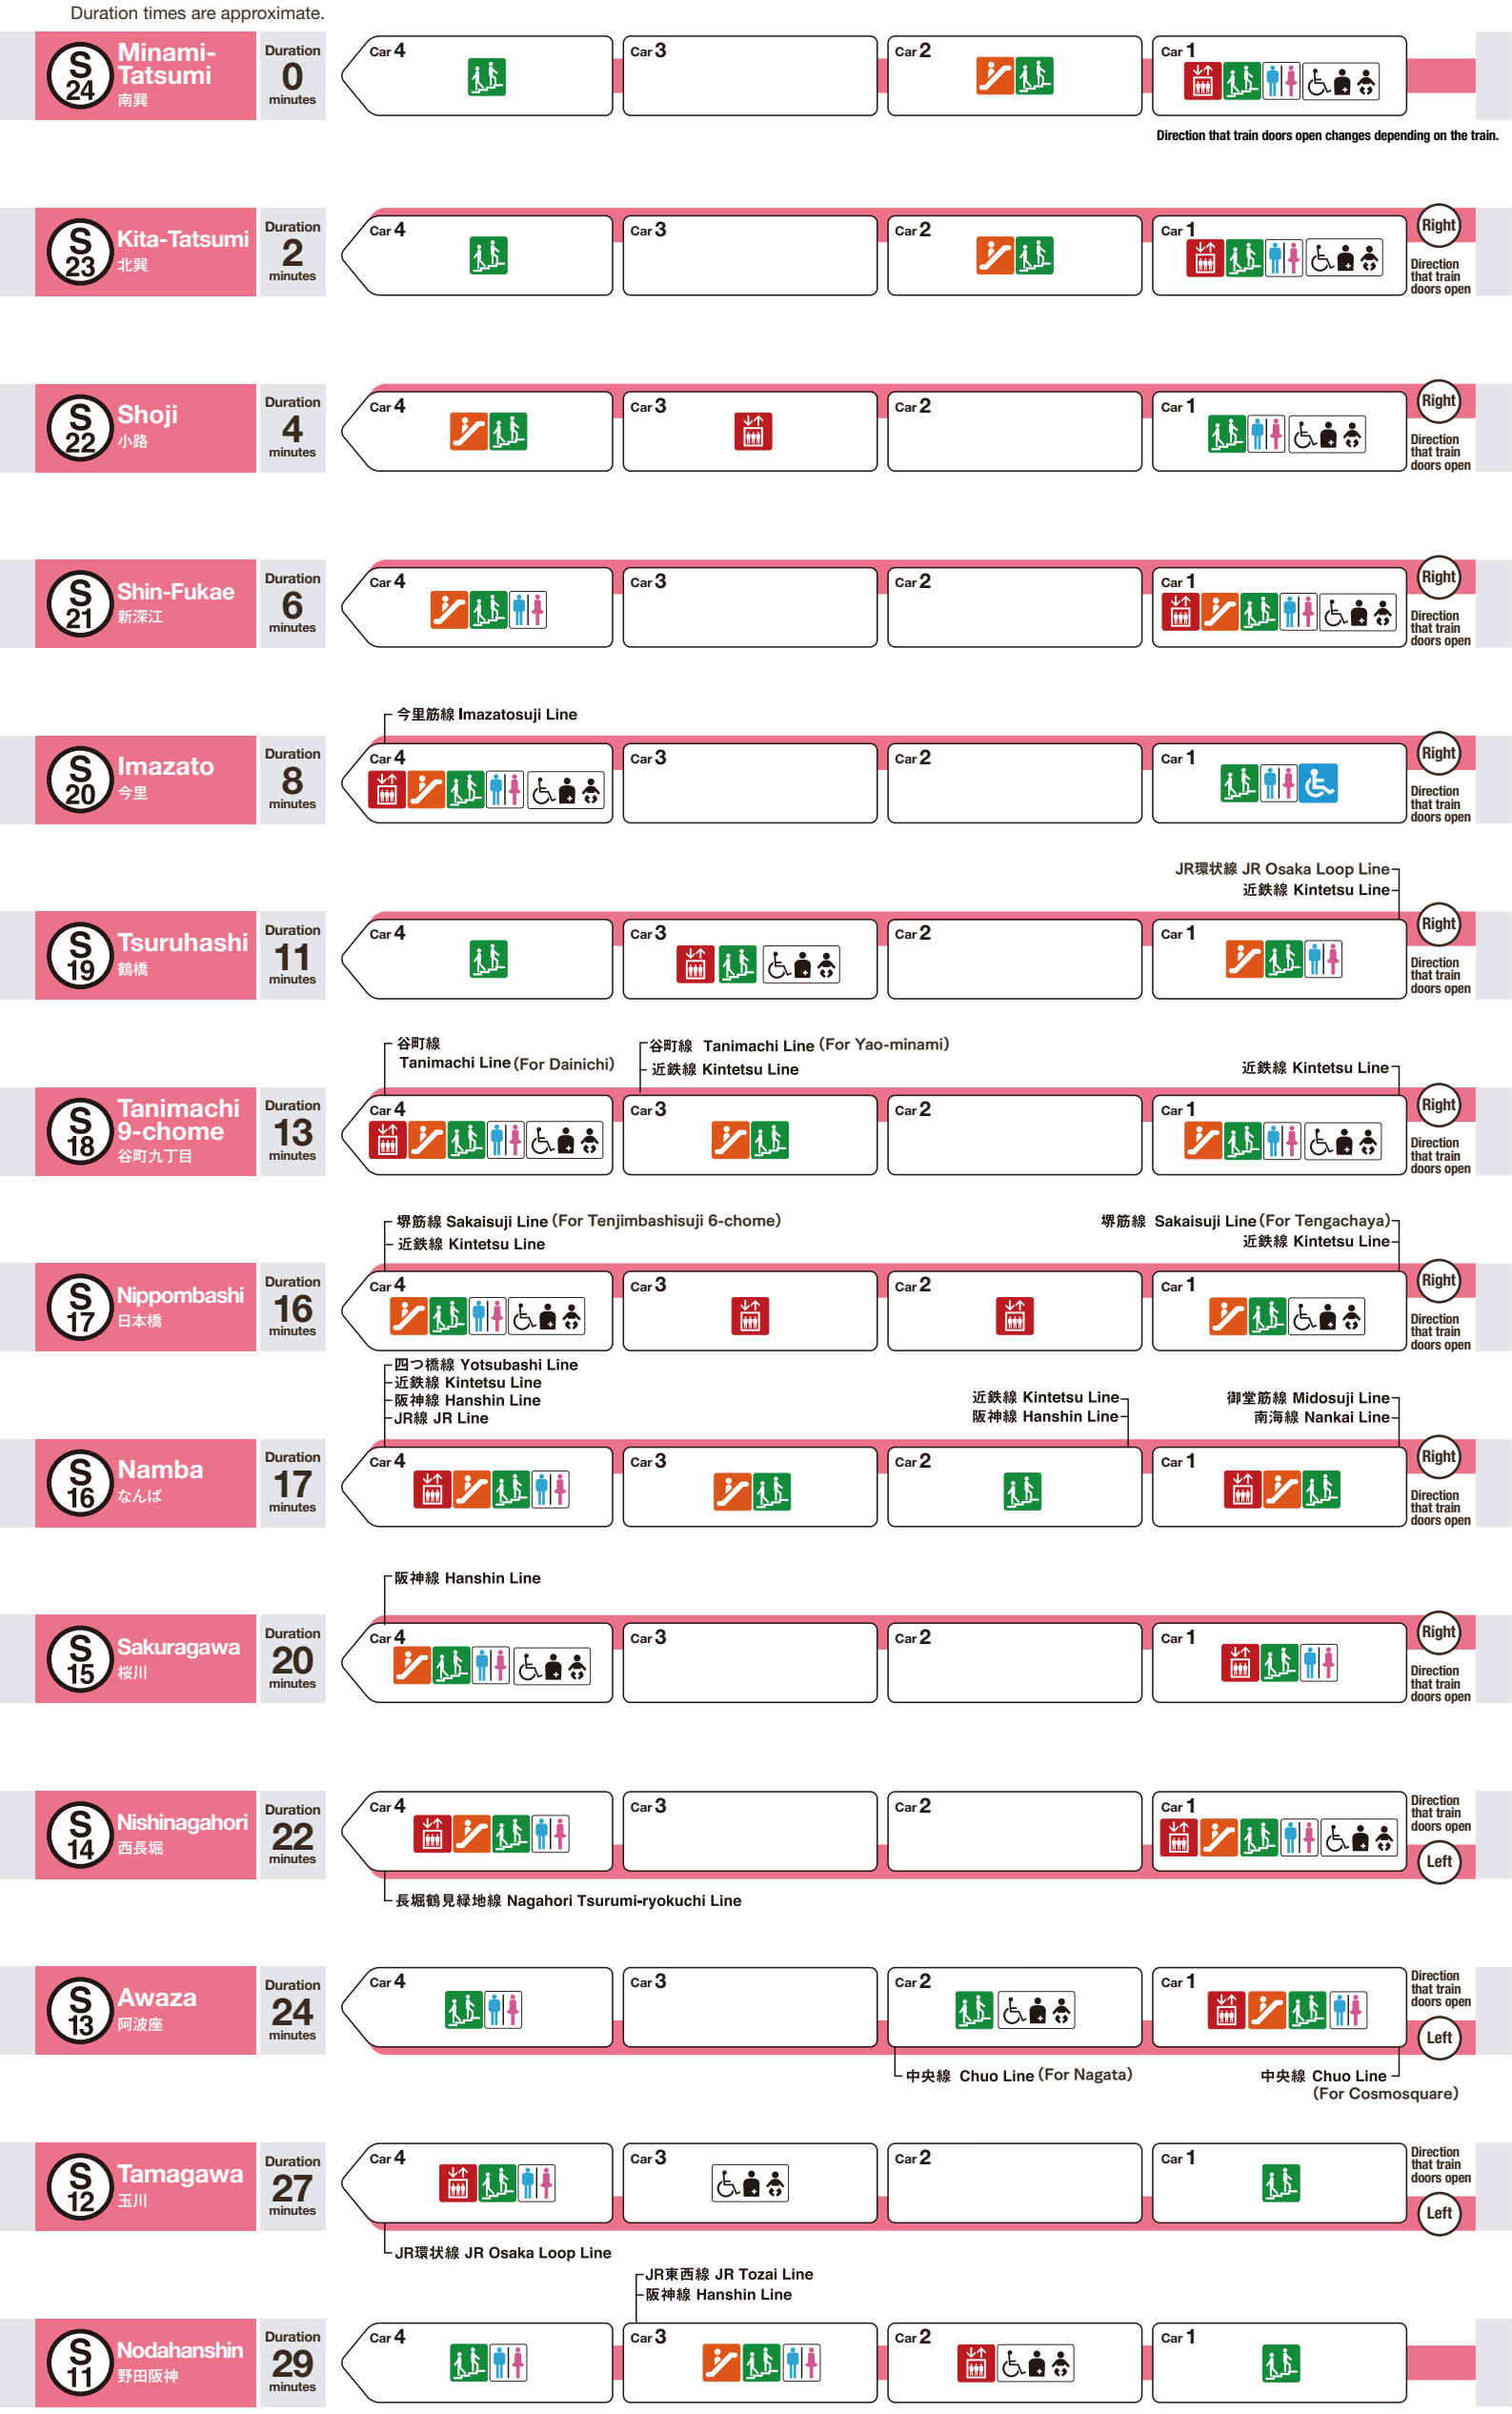 Duration times are approximate.
S
24
Minami-
Tatsumi
南巽
Duration
0
minutes
Car 4
Car 3
Car 2
Car 1
Direction that train doors open changes depending on the train.
S
23
Kita-Tatsumi
北巽
Duration
2
minutes
Car 4
Car 3
Car 2
Car 1
Right
Direction
that train
doors open
S
22
Shoji
小路
Duration
4
minutes
Car 4
Car 3
Car 2
Car 1
Right
Direction
that train
doors open
S
21
Shin-Fukae
新深江
Duration
6
minutes
Car 4
Car 3
Car 2
Car 1
Right
Direction
that train
doors open
今里筋線 Imazatosuji Line
S
20
Imazato
今里
Duration
8
minutes
Car 4
Car 3
Car 2
Car 1
Right
Direction
that train
doors open
JR環状線 JR Osaka Loop Line
近鉄線 Kintetsu Line
S
19
Tsuruhashi
鶴橋
Duration
11
minutes
Car 4
Car 3
Car 2
Car 1
Right
Direction
that train
doors open
谷町線
Tanimachi Line (For Dainichi)
谷町線 Tanimachi Line (For Yao-minami)
近鉄線 Kintetsu Line
近鉄線 Kintetsu Line
S
18
Tanimachi
9-chome
谷町九丁目
Duration
13
minutes
Car 4
Car 3
Car 2
Car 1
Right
Direction
that train
doors open
堺筋線 Sakaisuji Line (For Tenjimbashisuji 6-chome)
近鉄線 Kintetsu Line
堺筋線 Sakaisuji Line (For Tengachaya)
近鉄線 Kintetsu Line
S
17
Nippombashi
日本橋
Duration
16
minutes
Car 4
Car 3
Car 2
Car 1
Right
Direction
that train
doors open
四つ橋線 Yotsubashi Line
近鉄線 Kintetsu Line
阪神線 Hanshin Line
JR線 JR Line
近鉄線 Kintetsu Line
阪神線 Hanshin Line
御堂筋線 Midosuji Line
南海線 Nankai Line
S
16
Namba
なんば
Duration
17
minutes
Car 4
Car 3
Car 2
Car 1
Right
Direction
that train
doors open
阪神線 Hanshin Line
S
15
Sakuragawa
桜川
Duration
20
minutes
Car 4
Car 3
Car 2
Car 1
Right
Direction
that train
doors open
S
14
Nishinagahori
西長堀
Duration
22
minutes
Car 4
Car 3
Car 2
Car 1
Direction
that train
doors open
Left
長堀鶴見緑地線 Nagahori Tsurumi-ryokuchi Line
S
13
Awaza
阿波座
Duration
24
minutes
Car 4
Car 3
Car 2
Car 1
Direction
that train
doors open
Left
中央線 Chuo Line (For Nagata)
中央線 Chuo Line
(For Cosmosquare)
S
12
Tamagawa
玉川
Duration
27
minutes
Car 4
Car 3
Car 2
Car 1
Direction
that train
doors open
Left
JR環状線 JR Osaka Loop Line
JR東西線 JR Tozai Line
阪神線 Hanshin Line
S
11
Nodahanshin
野田阪神
Duration
29
minutes
Car 4
Car 3
Car 2
Car 1